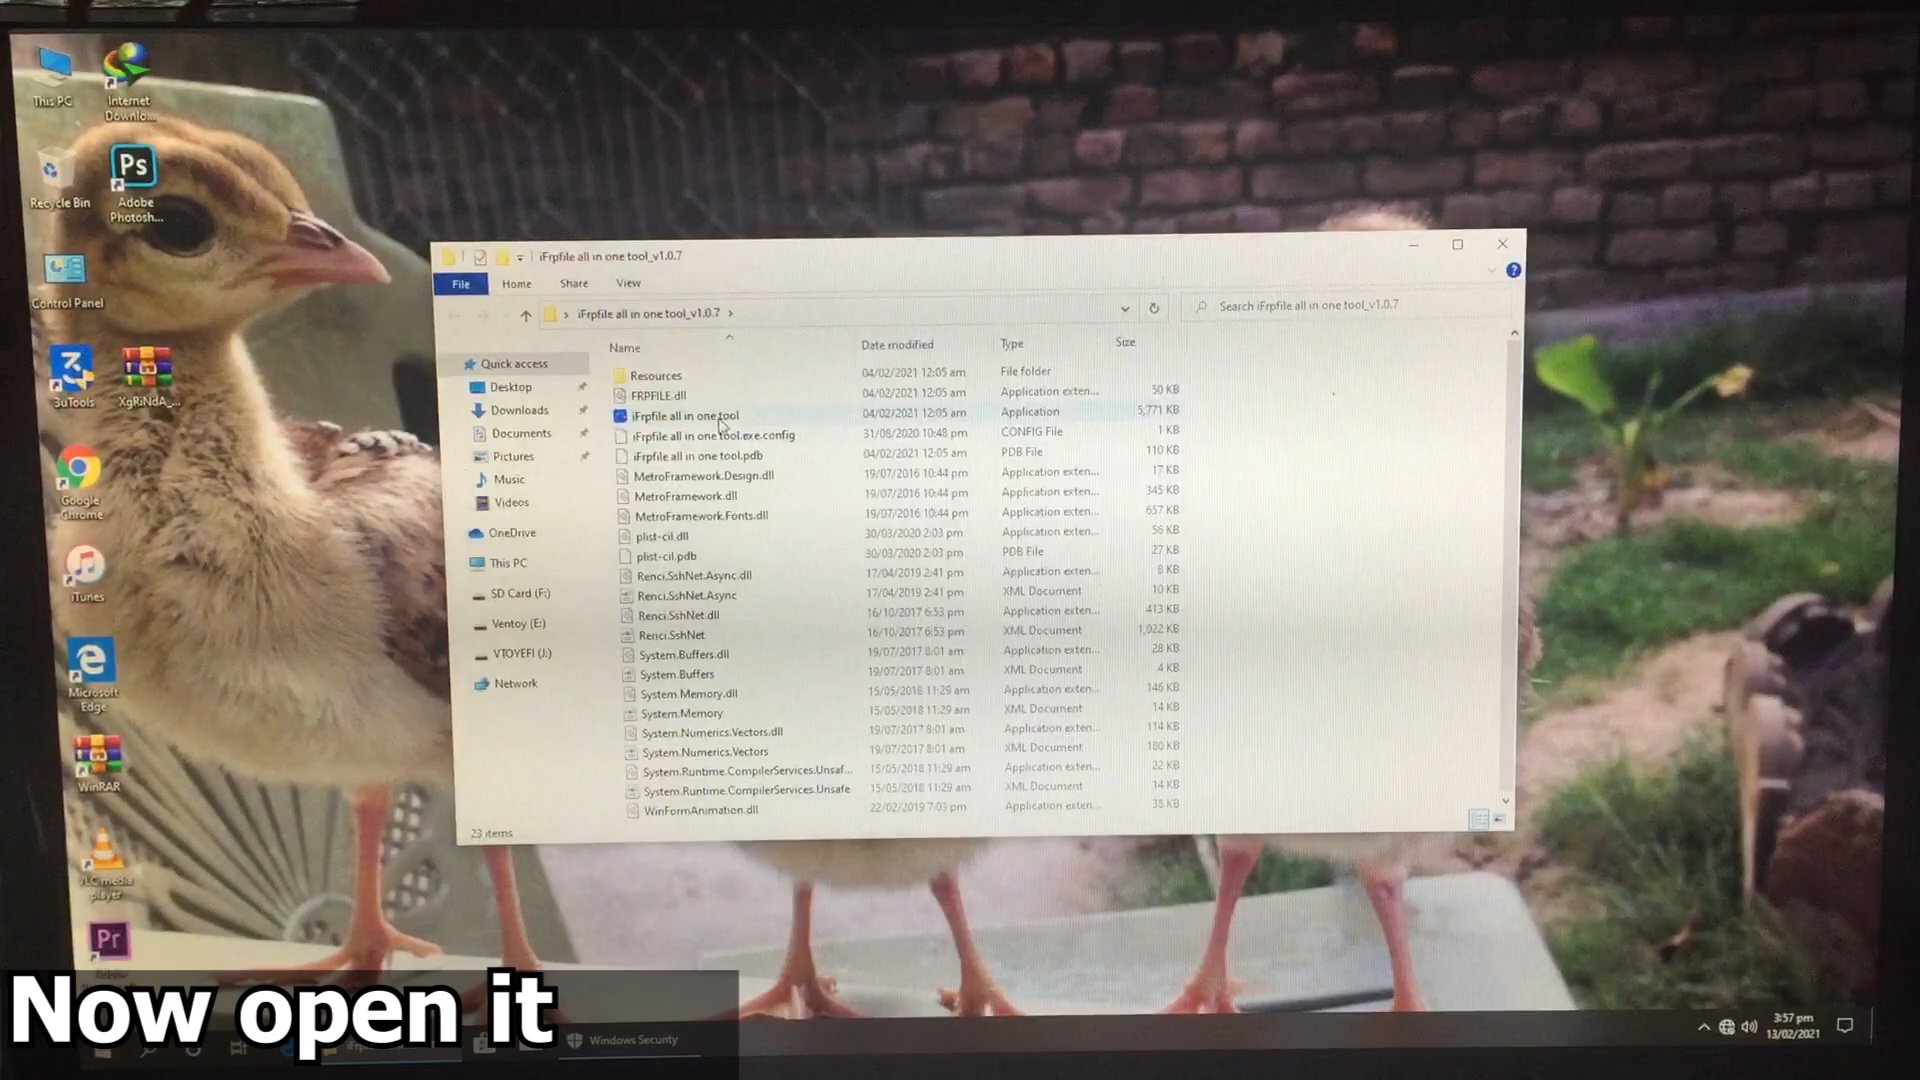 This PC
Internet
Downlo...
Recycle Bin
Ps
Adobe
Photosh...
Control Panel
3uTools
XgRiNdA_...
Google
Chrome
iTunes
Microsoft
Edge
WinRAR
VLC media
player
Pr
iFrpfile all in one tool_v1.0.7
File Home Share View
iFrpfile all in one tool_v1.0.7
Search iFrpfile all in one tool_v1.0.7
Quick access
Desktop
Downloads
Documents
Pictures
Music
Videos
OneDrive
This PC
SD Card (F:)
Ventoy (E:)
VTOYEFI (J:)
Network
Name Date modified Type Size
Resources 04/02/2021 12:05 am File folder
FRPFILE.dll 04/02/2021 12:05 am Application exten... 50 KB
iFrpfile all in one tool 04/02/2021 12:05 am Application 5,771 KB
iFrpfile all in one tool.exe.config 31/08/2020 10:48 pm CONFIG File 1 KB
iFrpfile all in one tool.pdb 04/02/2021 12:05 am PDB File 110 KB
MetroFramework.Design.dll 19/07/2016 10:44 pm Application exten... 17 KB
MetroFramework.dll 19/07/2016 10:44 pm Application exten... 345 KB
MetroFramework.Fonts.dll 19/07/2016 10:44 pm Application exten... 657 KB
plist-cil.dll 30/03/2020 2:03 pm Application exten... 56 KB
plist-cil.pdb 30/03/2020 2:03 pm PDB File 27 KB
Renci.SshNet.Async.dll 17/04/2019 2:41 pm Application exten... 8 KB
Renci.SshNet.Async 17/04/2019 2:41 pm XML Document 10 KB
Renci.SshNet.dll 16/10/2017 6:53 pm Application exten... 413 KB
Renci.SshNet 16/10/2017 6:53 pm XML Document 1,022 KB
System.Buffers.dll 19/07/2017 8:01 am Application exten... 28 KB
System.Buffers 19/07/2017 8:01 am XML Document 4 KB
System.Memory.dll 15/05/2018 11:29 am Application exten... 146 KB
System.Memory 15/05/2018 11:29 am XML Document 14 KB
System.Numerics.Vectors.dll 19/07/2017 8:01 am Application exten... 114 KB
System.Numerics.Vectors 19/07/2017 8:01 am XML Document 180 KB
System.Runtime.CompilerServices.Unsaf... 15/05/2018 11:29 am Application exten... 22 KB
System.Runtime.CompilerServices.Unsafe 15/05/2018 11:29 am XML Document 14 KB
WinFormAnimation.dll 22/02/2019 7:03 pm Application exten... 38 KB
23 items
Now open it
Windows Security
3:57 pm
13/02/2021